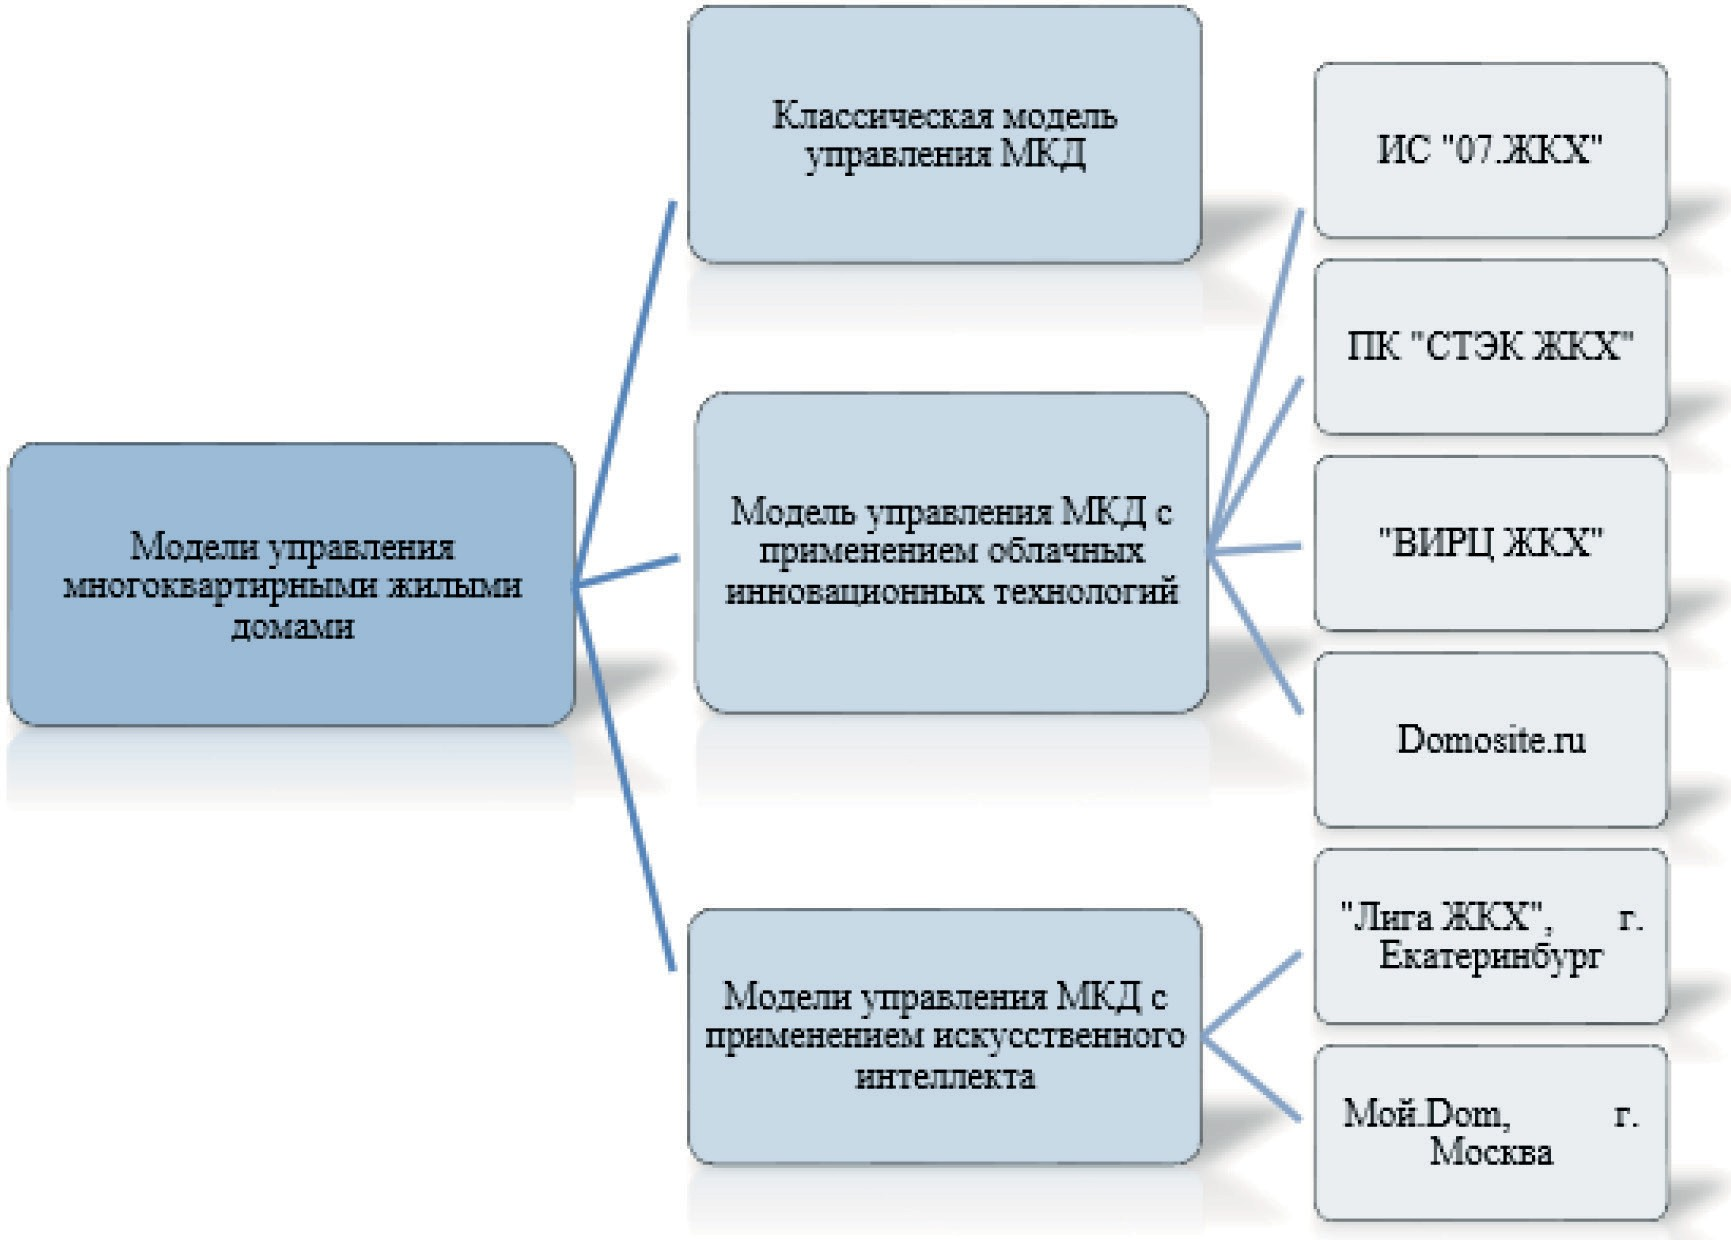 Модели управления
многоквартирными жилыми
домами
Классическая модель
управления МКД
Модель управления МКД с
применением облачных
инновационных технологий
Модели управления МКД с
применением искусственного
интеллекта
ИС "07.ЖКХ"
ПК "СТЭК ЖКХ"
"ВИРЦ ЖКХ"
Domosite.ru
"Лига ЖКХ", г.
Екатеринбург
Мой.Dom, г.
Москва